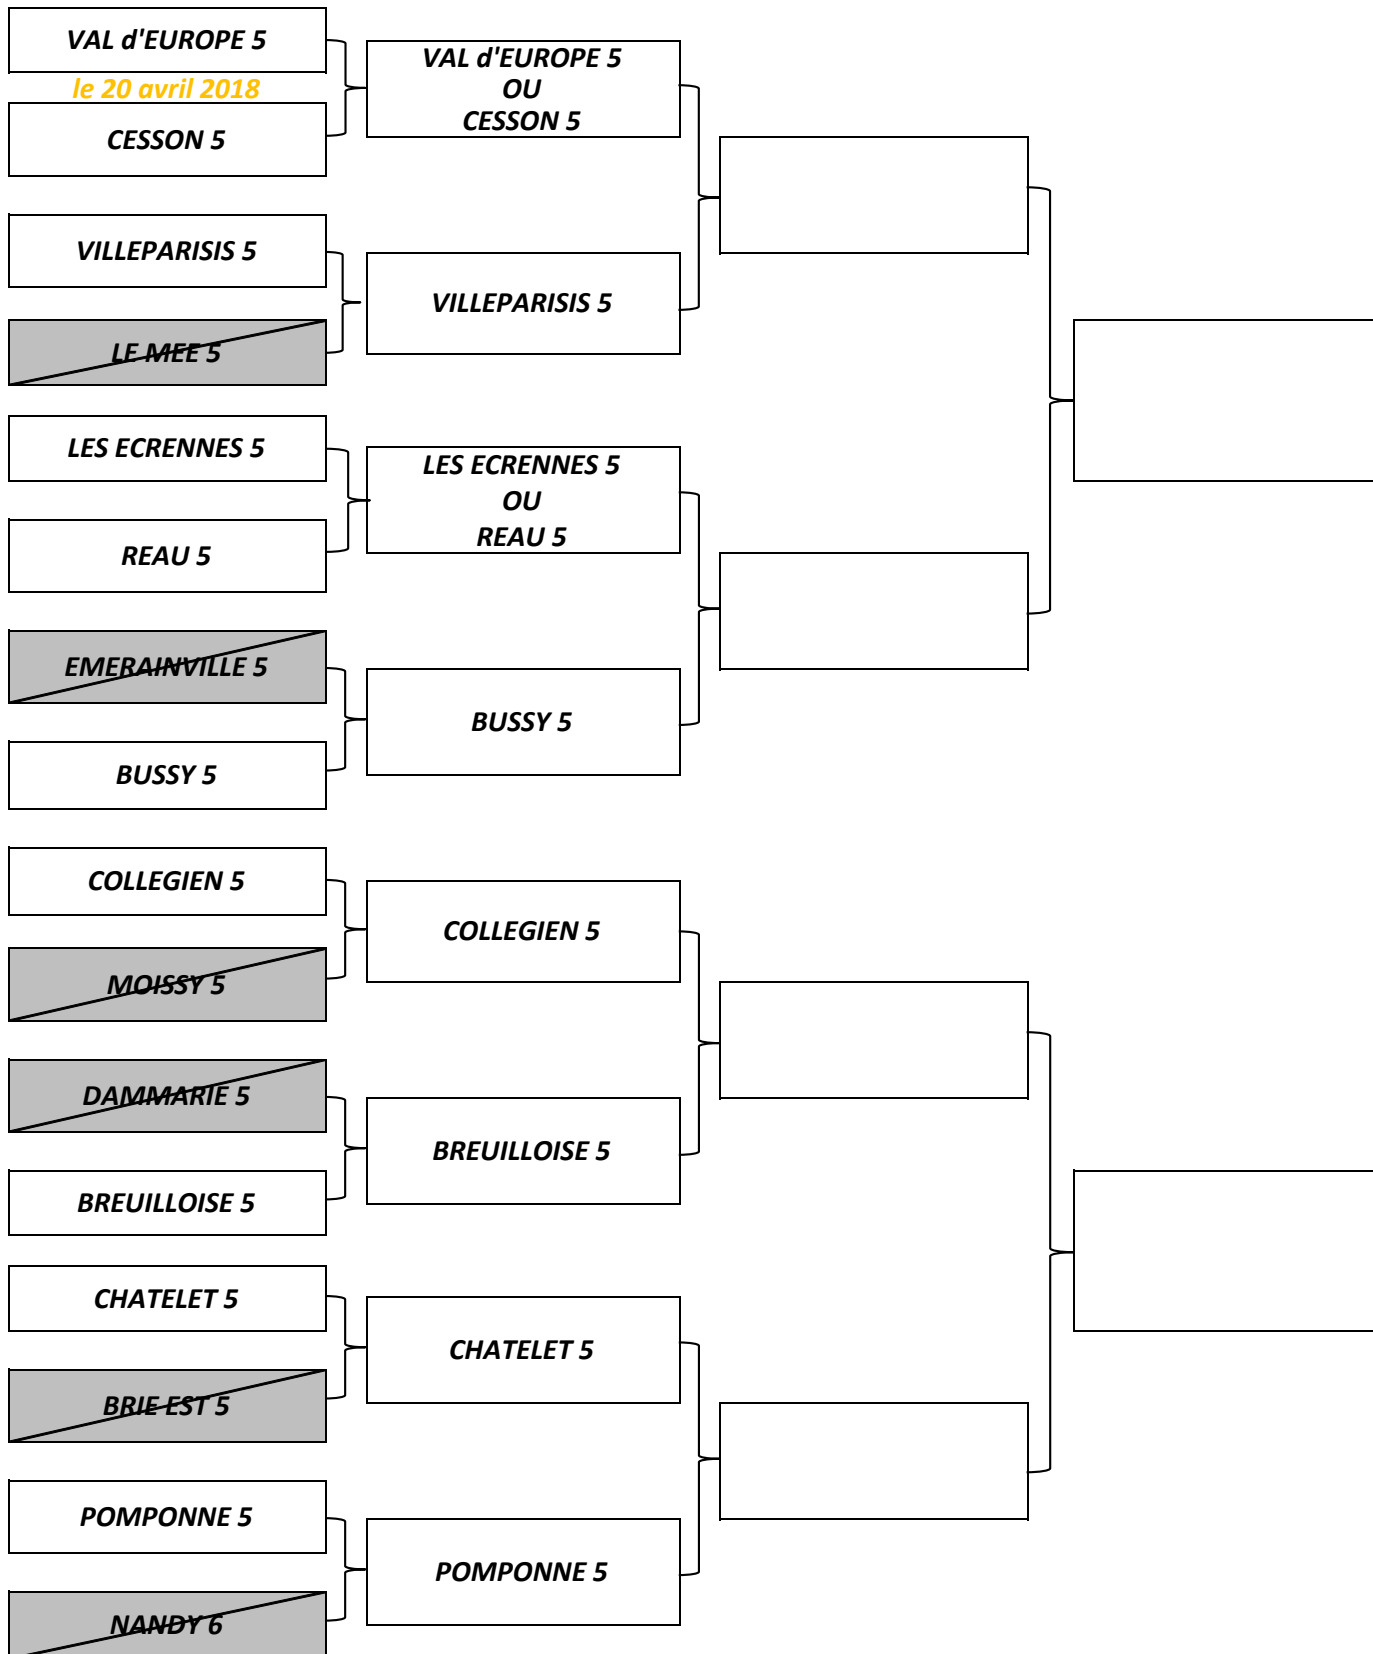 VAL d'EUROPE 5
le 20 avril 2018
CESSON 5
VILLEPARISIS 5
LE MEE 5
LES ECRENNES 5
REAU 5
EMERAINVILLE 5
BUSSY 5
COLLEGIEN 5
MOISSY 5
DAMMARIE 5
BREUILLOISE 5
CHATELET 5
BRIE EST 5
POMPONNE 5
NANDY 6
VAL d'EUROPE 5
OU
CESSON 5
VILLEPARISIS 5
LES ECRENNES 5
OU
REAU 5
BUSSY 5
COLLEGIEN 5
BREUILLOISE 5
CHATELET 5
POMPONNE 5